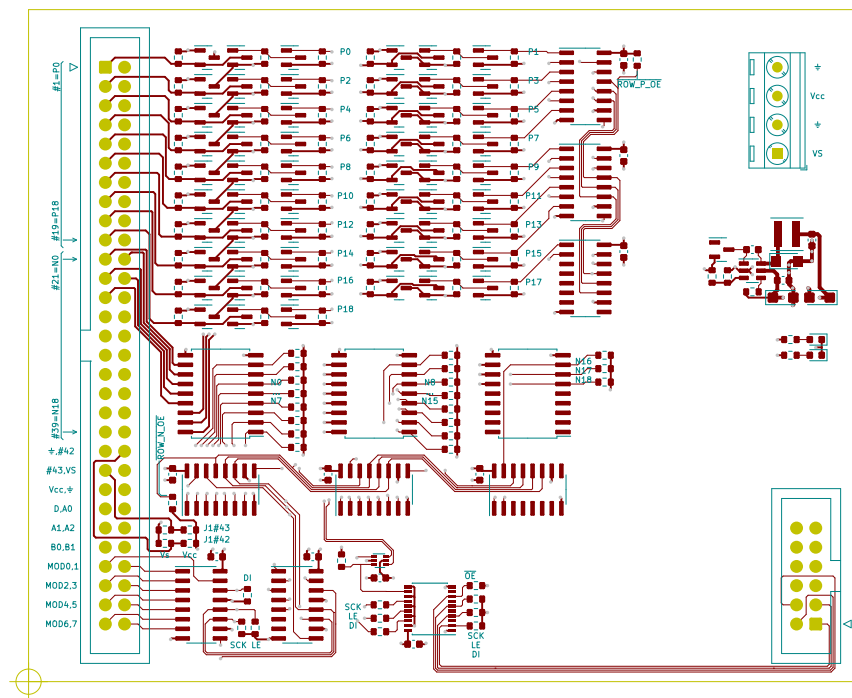 P0
P1
P2
P3
ROW_P_OE
P4
P5
P6
P7
P8
P9
P10
P11
P12
P13
P14
P15
P16
P17
P18
Vcc
VS
#1=P0
#19=P18
#21=N0
#39=N18
N0
N7
N8
N15
N16
N17
N18
ROW_N_OE
⏚,#42
#43,VS
Vcc,⏚
D,A0
A1,A2
B0,B1
MOD0,1
MOD2,3
MOD4,5
MOD6,7
J1#43
J1#42
Vs Vcc
DI
SCK LE
SCK
LE
DI
OE
SCK
LE
DI